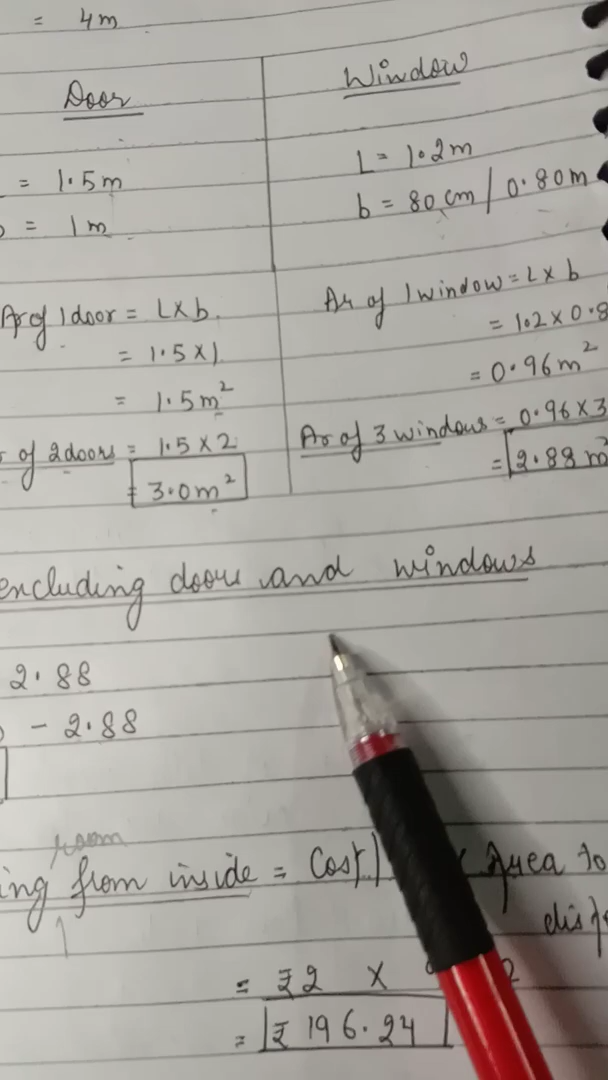 = 4m
Door
= 1.5m
= 1m
Ar of 1 door = L x b.
= 1.5 x 1
= 1.5m²
of 2 doors = 1.5 x 2
= 3.0m²
Window
L = 1.2m
b = 80 cm / 0.80m
Ar of 1 window = L x b
= 1.2 x 0.8
= 0.96m²
Ar of 3 windows = 0.96 x 3
= 2.88 m²
excluding doors and windows
2.88
- 2.88
room
ing from inside = Cost Area to
= ₹2 x 2
= ₹ 196.24